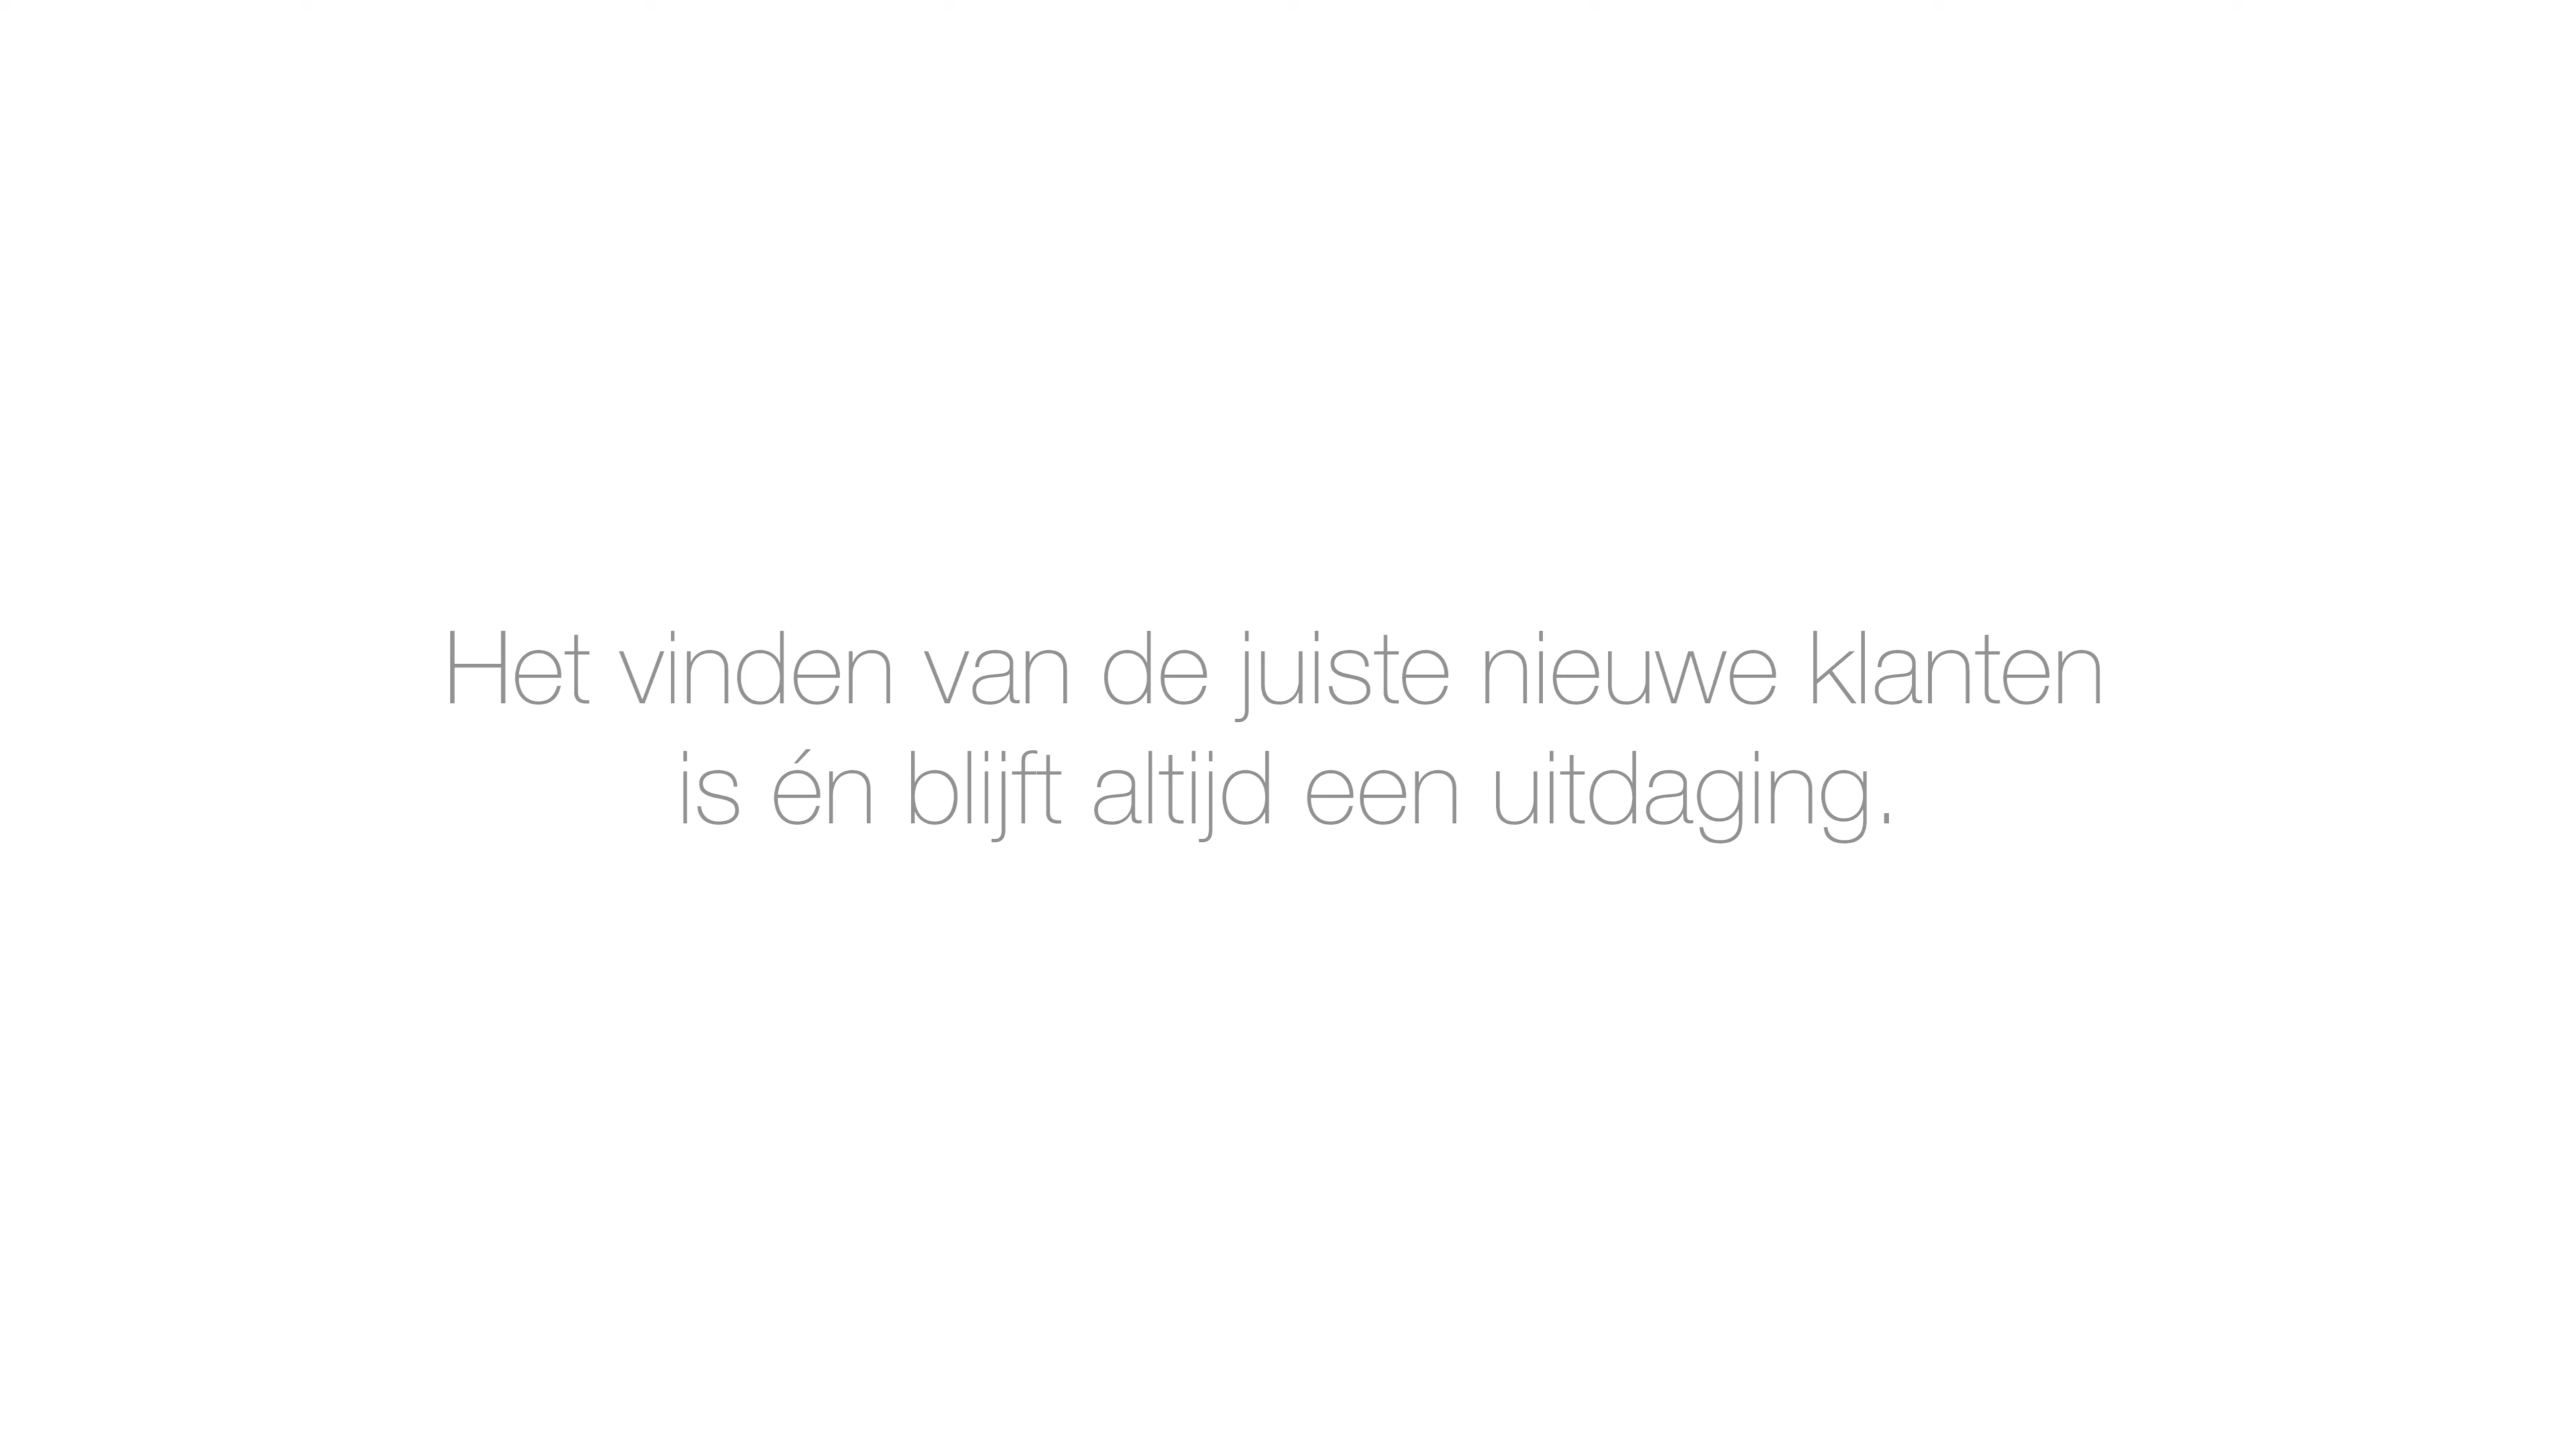 Het vinden van de juiste nieuwe klanten
is én blijft altijd een uitdaging.